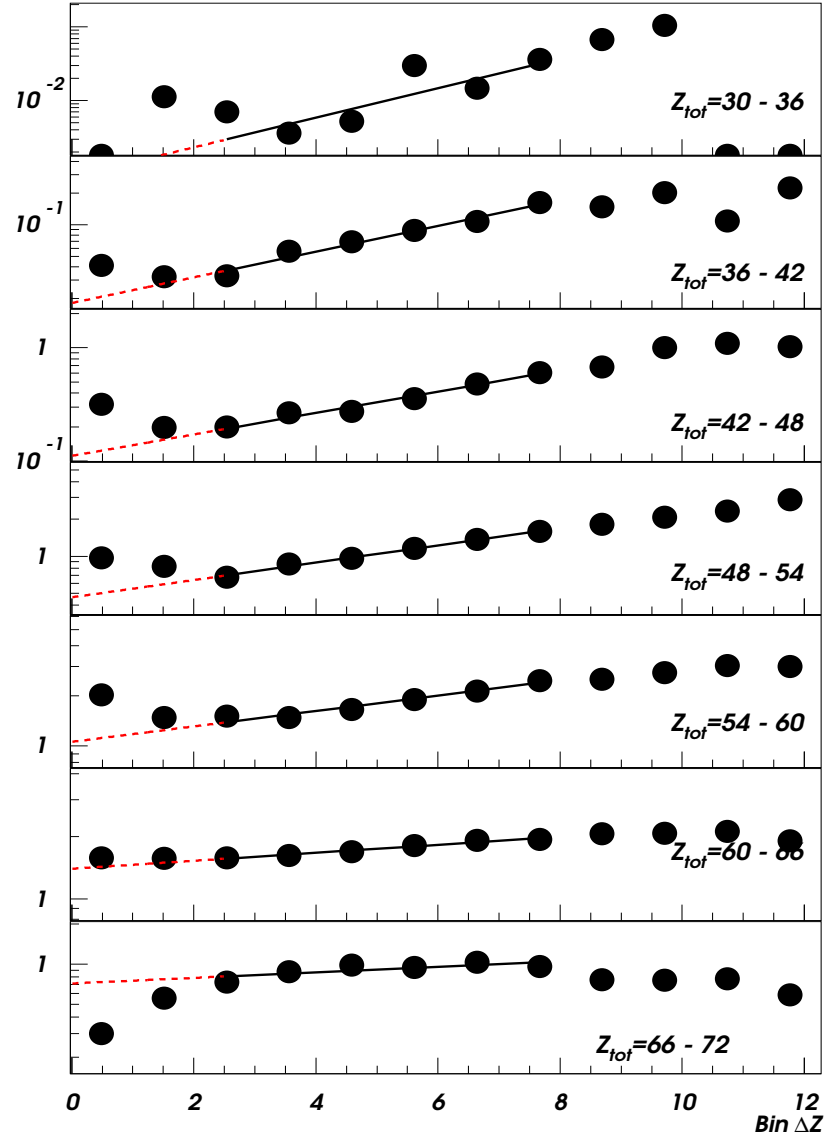 10^-2
Z_tot=30 - 36
10^-1
Z_tot=36 - 42
1
Z_tot=42 - 48
10^-1
1
Z_tot=48 - 54
Z_tot=54 - 60
1
Z_tot=60 - 66
1
1
Z_tot=66 - 72
0 2 4 6 8 10 12
Bin ΔZ